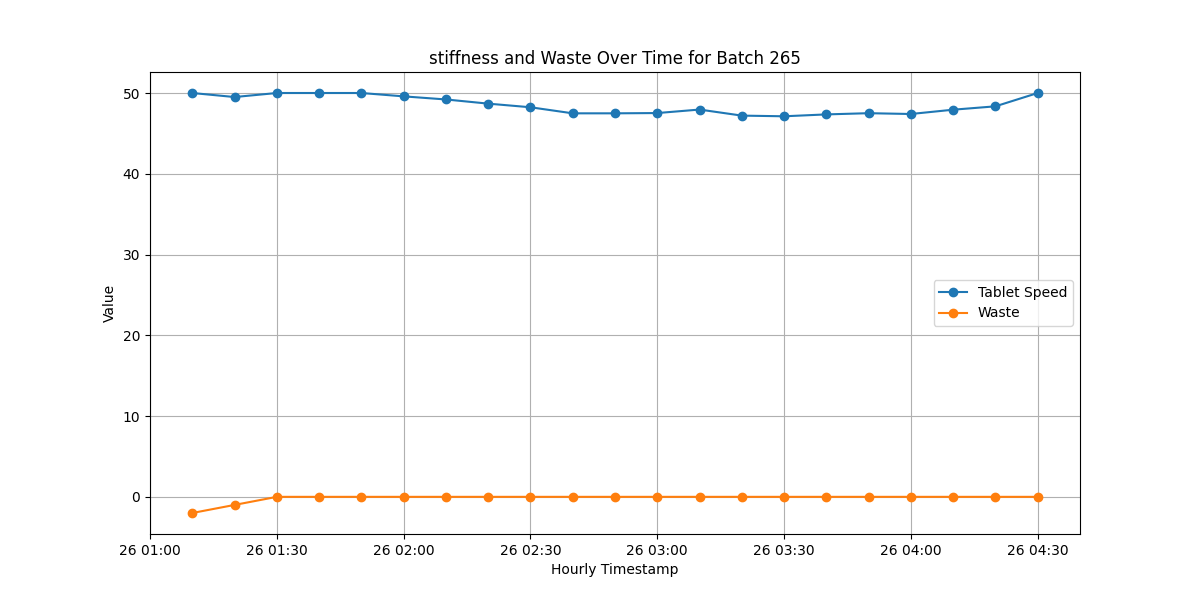 stiffness and Waste Over Time for Batch 265
50
40
30
20
10
0
Value
Tablet Speed
Waste
26 01:00 26 01:30 26 02:00 26 02:30 26 03:00 26 03:30 26 04:00 26 04:30
Hourly Timestamp